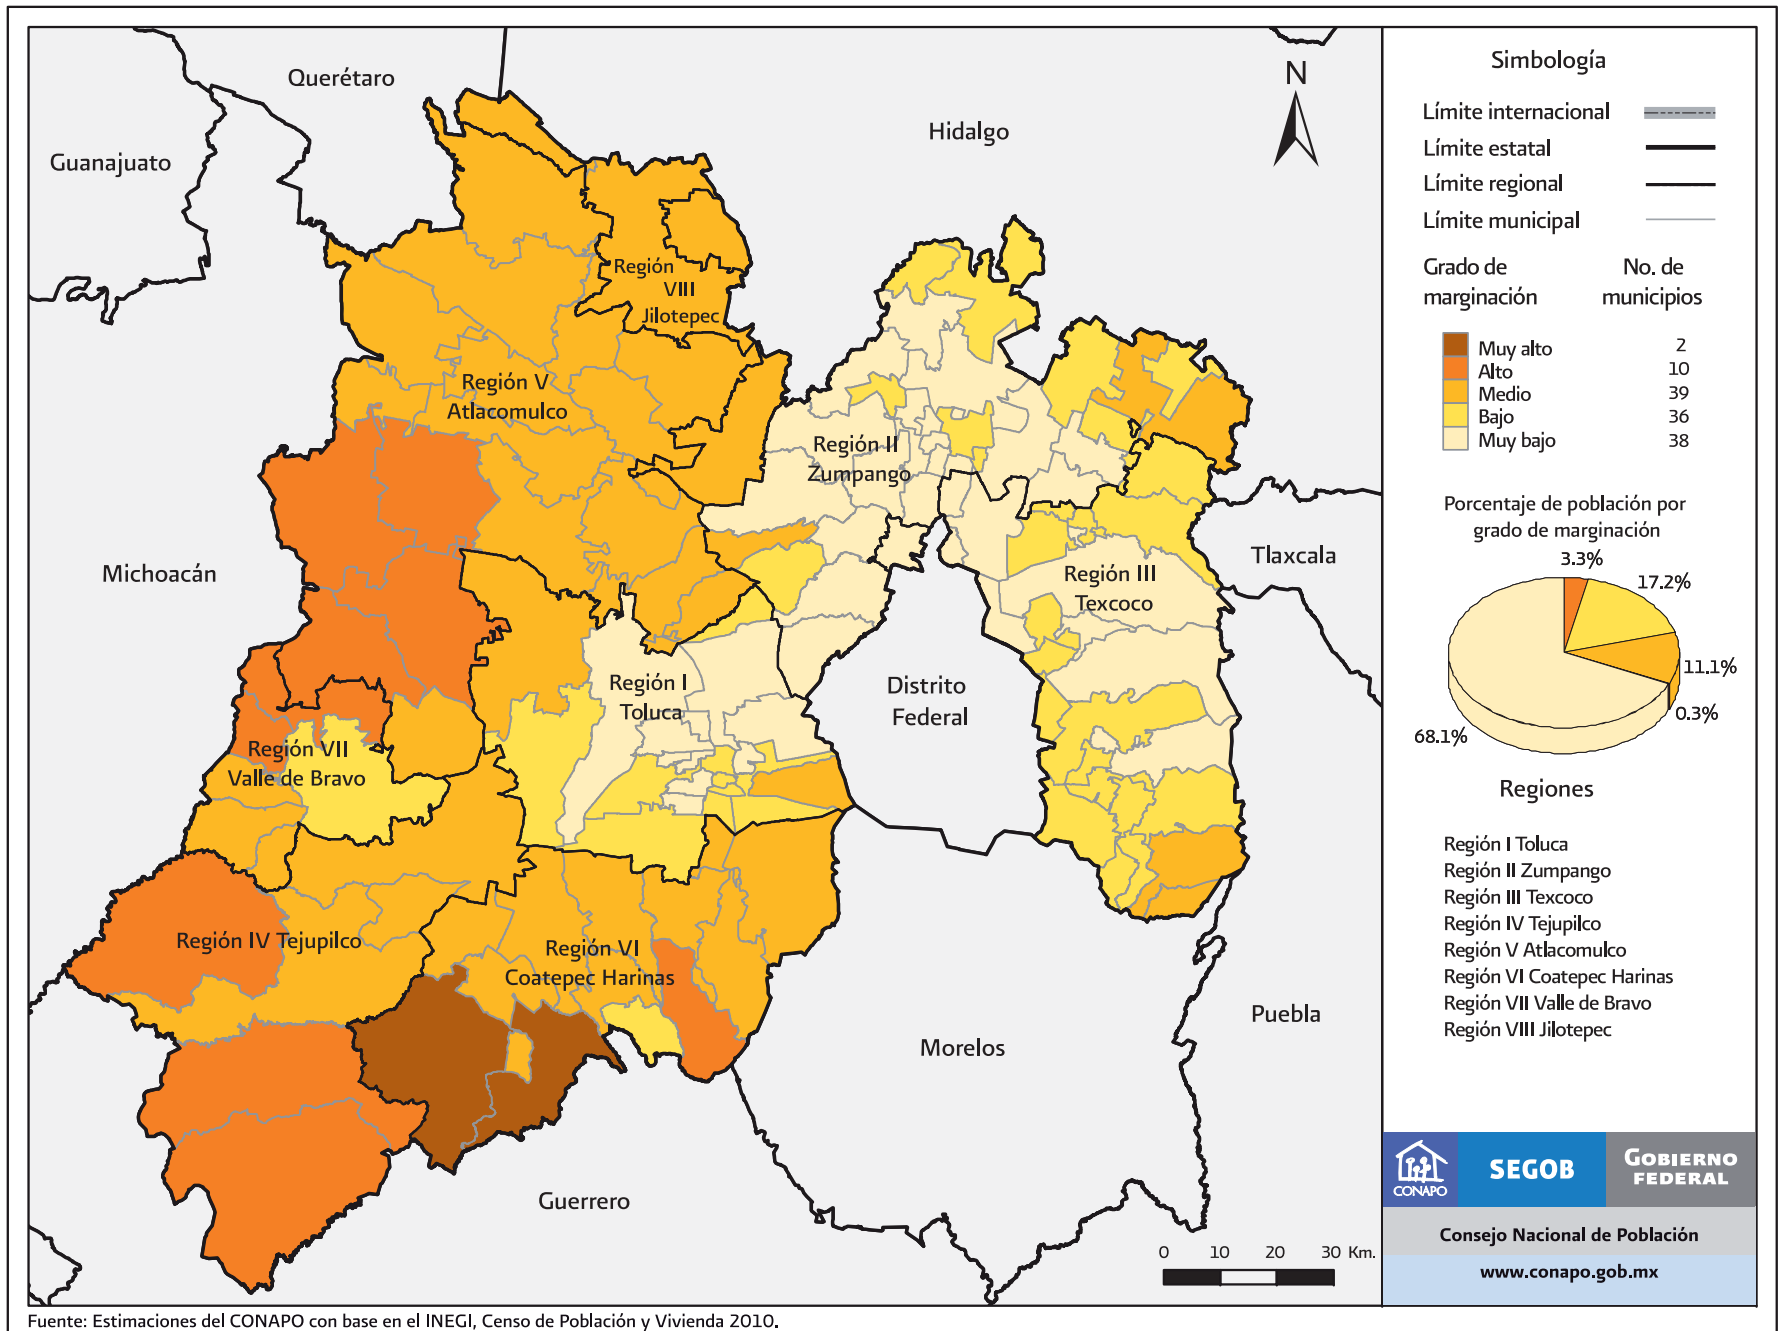 Querétaro
Guanajuato
Hidalgo
N
Región
VIII
Jilotepec
Región V
Atlacomulco
Región II
Zumpango
Michoacán
Región III
Texcoco
Tlaxcala
Región I
Toluca
Distrito
Federal
Región VII
Valle de Bravo
Región IV Tejupilco
Región VI
Coatepec Harinas
Morelos
Puebla
Guerrero
0 10 20 30 Km.
Simbología
Límite internacional
Límite estatal
Límite regional
Límite municipal
Grado de marginación
No. de municipios
Muy alto 2
Alto 10
Medio 39
Bajo 36
Muy bajo 38
Porcentaje de población por
grado de marginación
3.3%
17.2%
11.1%
0.3%
68.1%
Regiones
Región I Toluca
Región II Zumpango
Región III Texcoco
Región IV Tejupilco
Región V Atlacomulco
Región VI Coatepec Harinas
Región VII Valle de Bravo
Región VIII Jilotepec
CONAPO
SEGOB
GOBIERNO
FEDERAL
Consejo Nacional de Población
www.conapo.gob.mx
Fuente: Estimaciones del CONAPO con base en el INEGI, Censo de Población y Vivienda 2010.